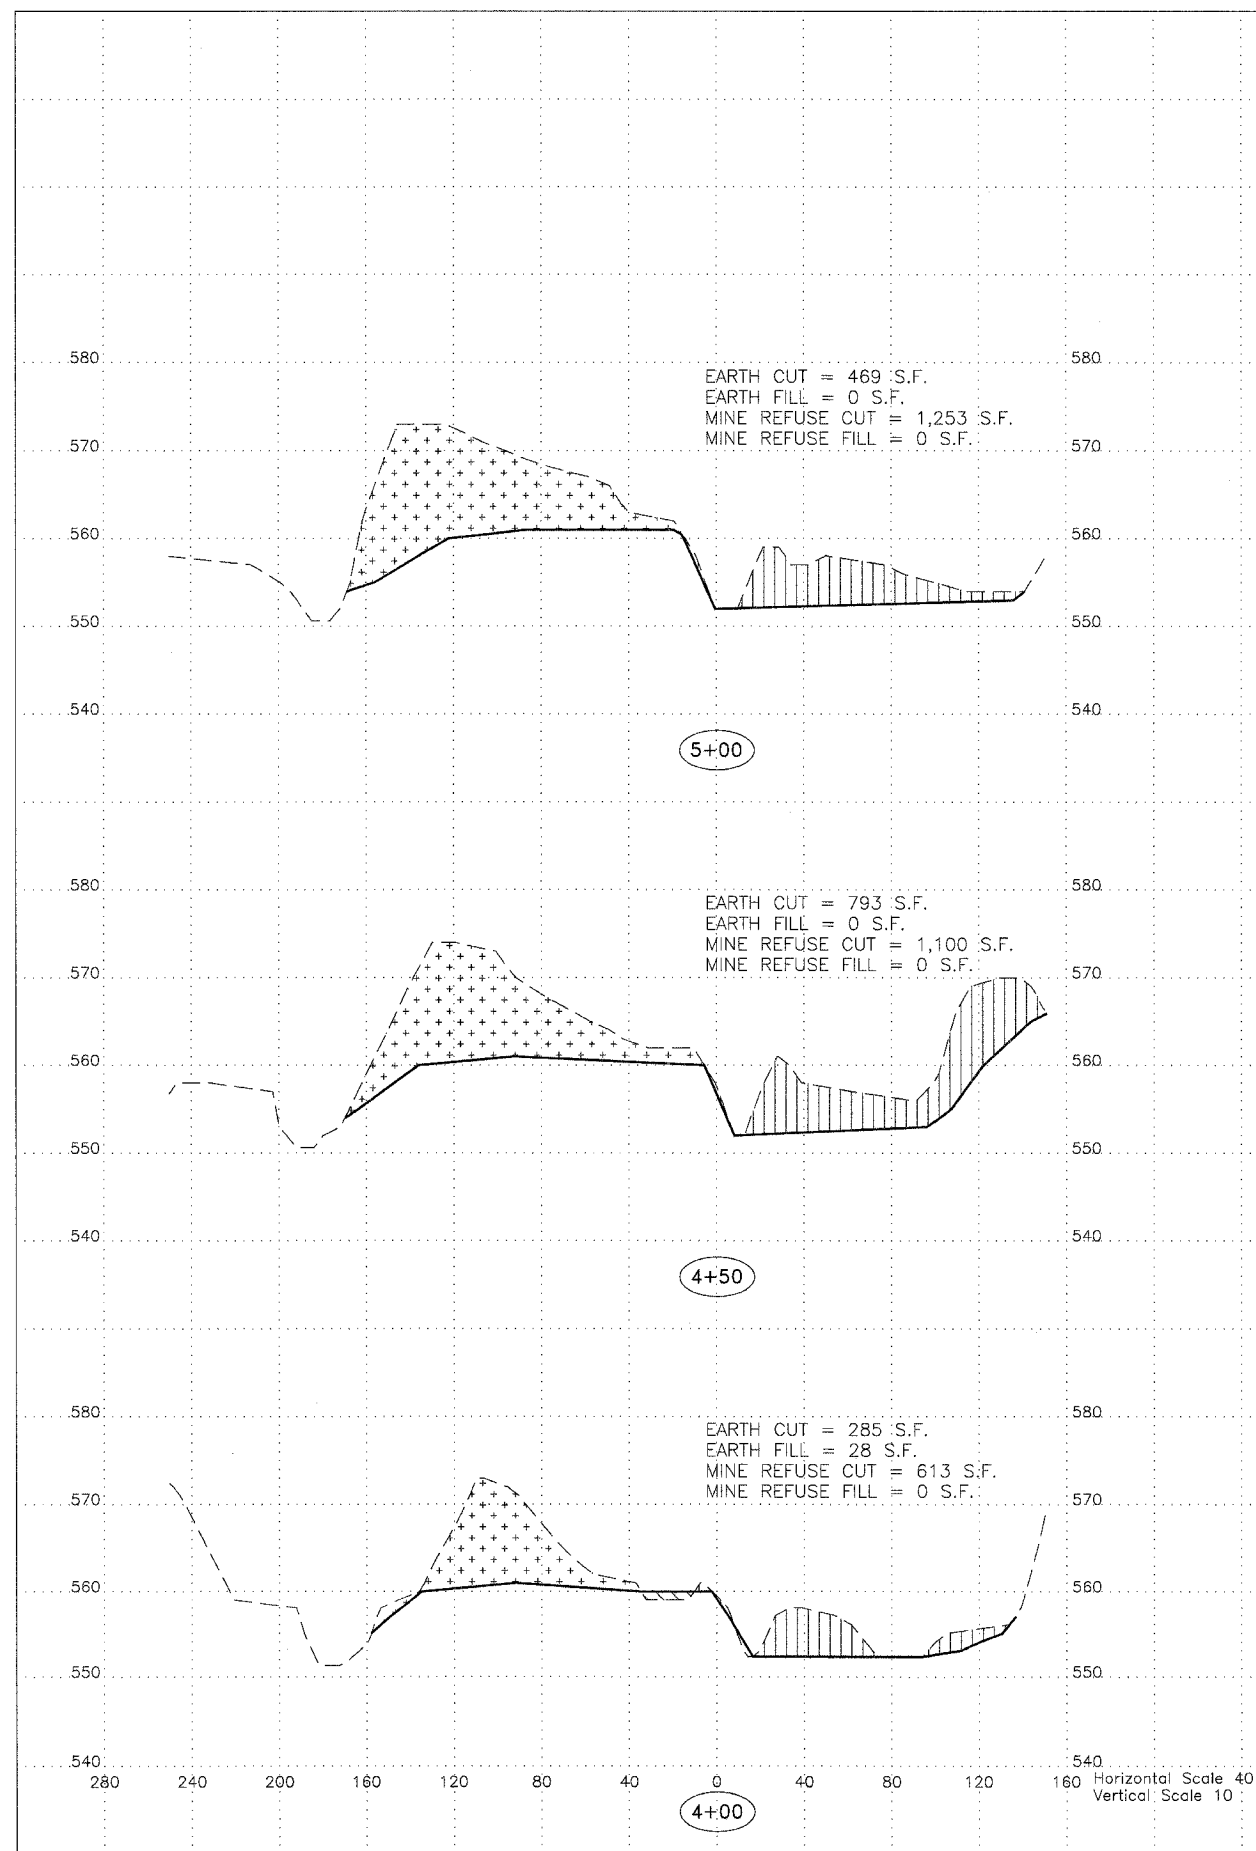 580 580
EARTH CUT = 469 S.F.
EARTH FILL = 0 S.F.
MINE REFUSE CUT = 1,253 S.F.
MINE REFUSE FILL = 0 S.F.
570 570
560 560
550 550
540 540
5+00
580 580
EARTH CUT = 793 S.F.
EARTH FILL = 0 S.F.
MINE REFUSE CUT = 1,100 S.F.
MINE REFUSE FILL = 0 S.F.
570 570
560 560
550 550
540 540
4+50
580 580
EARTH CUT = 285 S.F.
EARTH FILL = 28 S.F.
MINE REFUSE CUT = 613 S.F.
MINE REFUSE FILL = 0 S.F.
570 570
560 560
550 550
540 540
280 240 200 160 120 80 40 0 40 80 120 160 Horizontal Scale 40
Vertical Scale 10
4+00